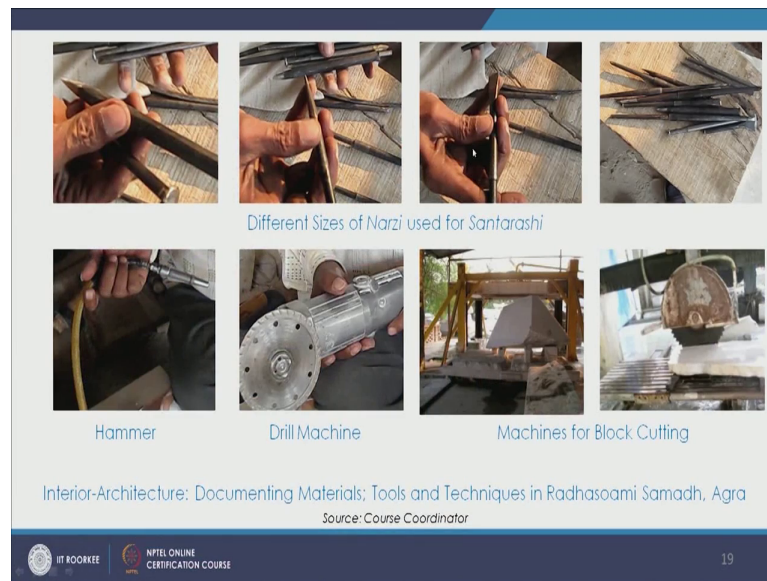 Different Sizes of Narzi used for Santarashi
Hammer
Drill Machine
Machines for Block Cutting
Interior-Architecture: Documenting Materials; Tools and Techniques in Radhasoami Samadh, Agra
Source: Course Coordinator
IIT ROORKEE
NPTEL ONLINE
CERTIFICATION COURSE
19